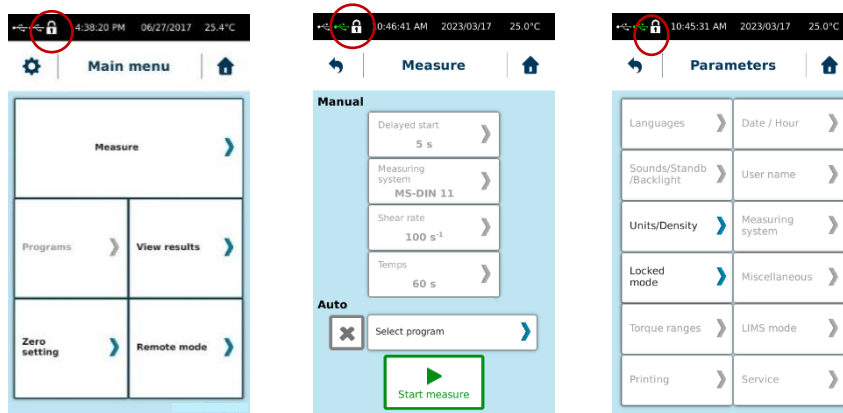 4:38:20 PM 06/27/2017 25.4°C
Main menu
Measure
Programs
View results
Zero
setting
Remote mode
0:46:41 AM 2023/03/17 25.0°C
Measure
Manual
Delayed start
5 s
Measuring
system
MS-DIN 11
Shear rate
100 s⁻¹
Temps
60 s
Auto
Select program
Start measure
10:45:31 AM 2023/03/17 25.0°C
Parameters
Languages
Date / Hour
Sounds/Standb
/Backlight
User name
Units/Density
Measuring
system
Locked
mode
Miscellaneous
Torque ranges
LIMS mode
Printing
Service